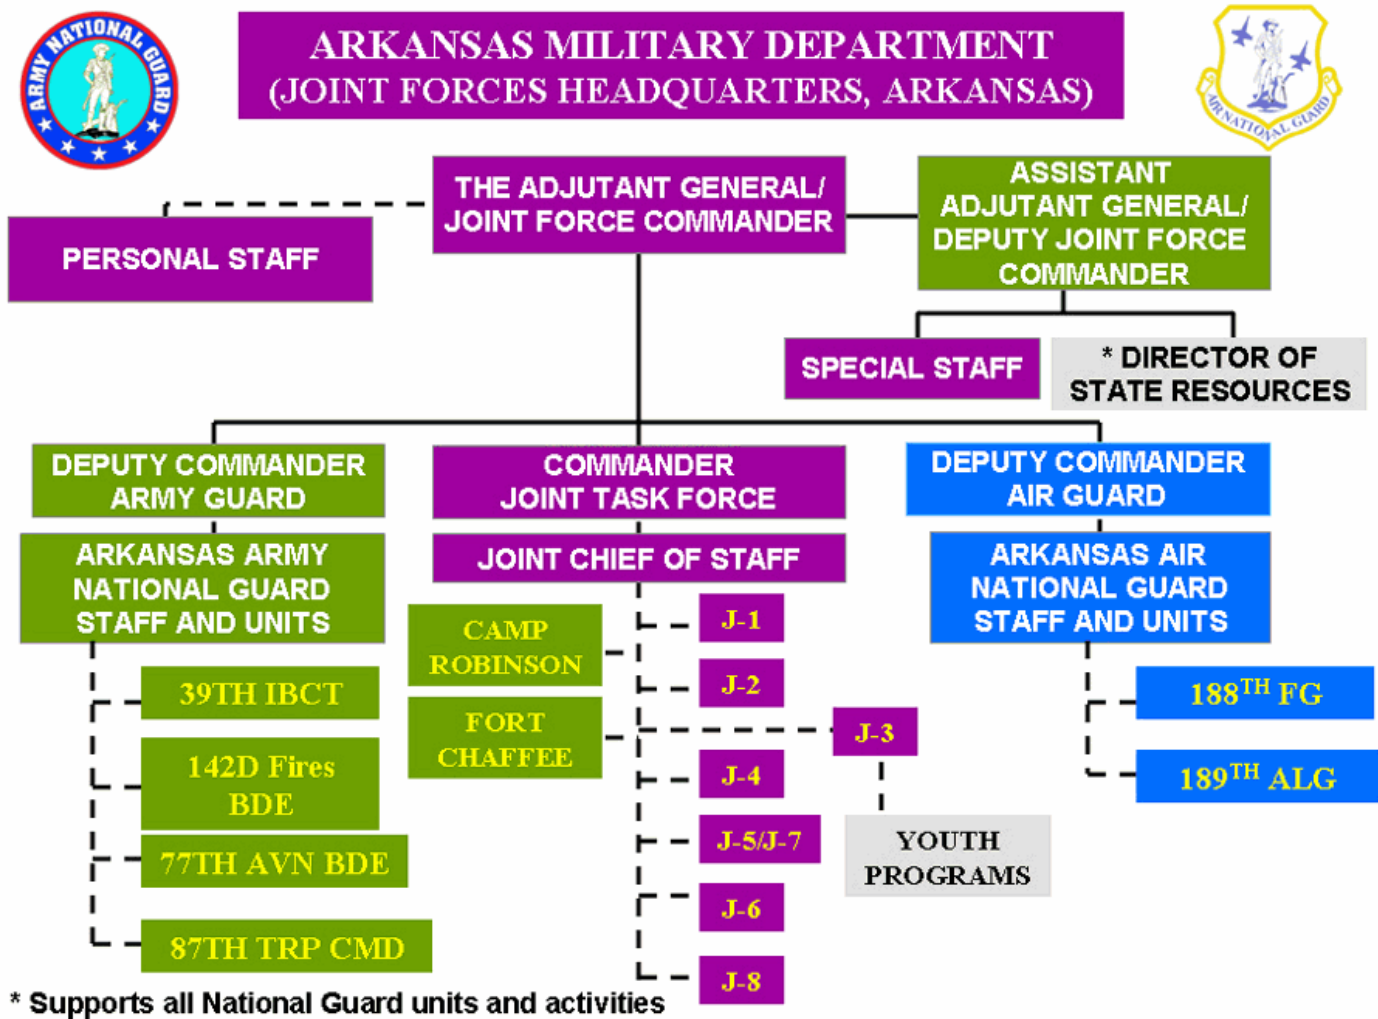 ARMY NATIONAL GUARD
ARKANSAS MILITARY DEPARTMENT
(JOINT FORCES HEADQUARTERS, ARKANSAS)
AIR NATIONAL GUARD
THE ADJUTANT GENERAL/
JOINT FORCE COMMANDER
ASSISTANT
ADJUTANT GENERAL/
DEPUTY JOINT FORCE
COMMANDER
PERSONAL STAFF
SPECIAL STAFF
* DIRECTOR OF
STATE RESOURCES
DEPUTY COMMANDER
ARMY GUARD
COMMANDER
JOINT TASK FORCE
DEPUTY COMMANDER
AIR GUARD
ARKANSAS ARMY
NATIONAL GUARD
STAFF AND UNITS
JOINT CHIEF OF STAFF
ARKANSAS AIR
NATIONAL GUARD
STAFF AND UNITS
39TH IBCT
142D Fires
BDE
77TH AVN BDE
87TH TRP CMD
CAMP
ROBINSON
FORT
CHAFFEE
J-1
J-2
J-3
J-4
J-5/J-7
J-6
J-8
YOUTH
PROGRAMS
188TH FG
189TH ALG
* Supports all National Guard units and activities